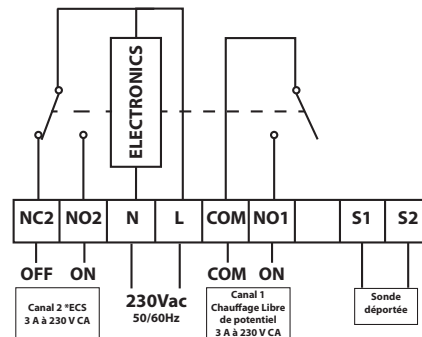 ELECTRONICS
NC2 NO2 N L COM NO1 S1 S2
OFF ON COM ON
230Vac
50/60Hz
Canal 2 *ECS
3 A à 230 V CA
Canal 1
Chauffage Libre
de potentiel
3 A à 230 V CA
Sonde
déportée